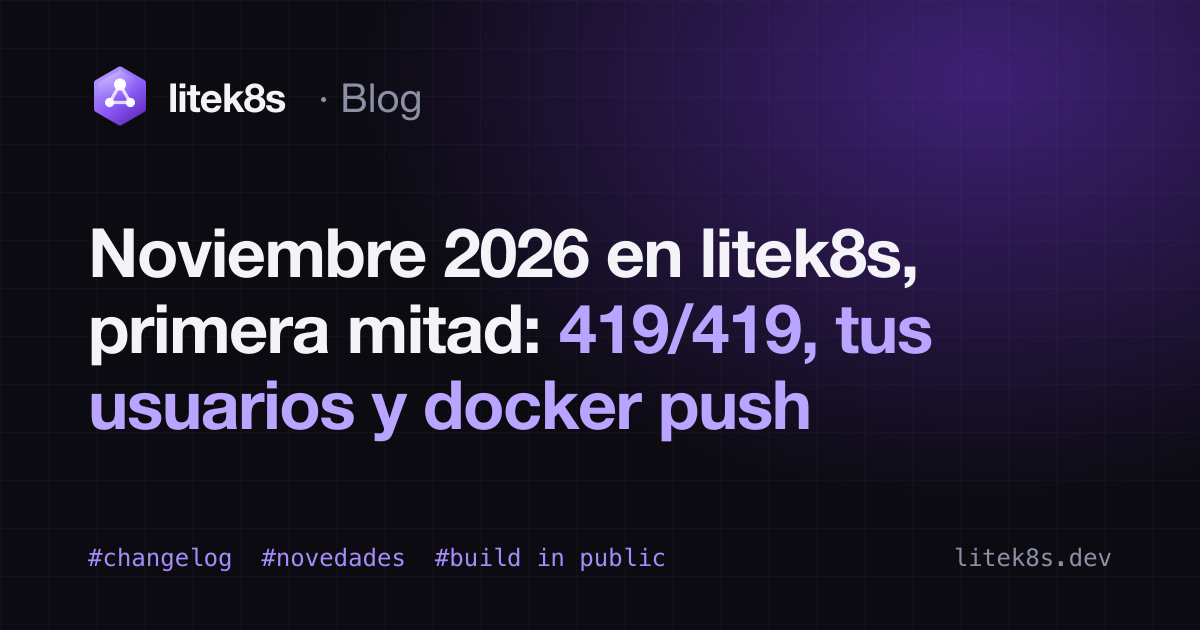 litek8s · Blog
Noviembre 2026 en litek8s,
primera mitad: 419/419, tus
usuarios y docker push
#changelog #novedades #build in public
litek8s.dev